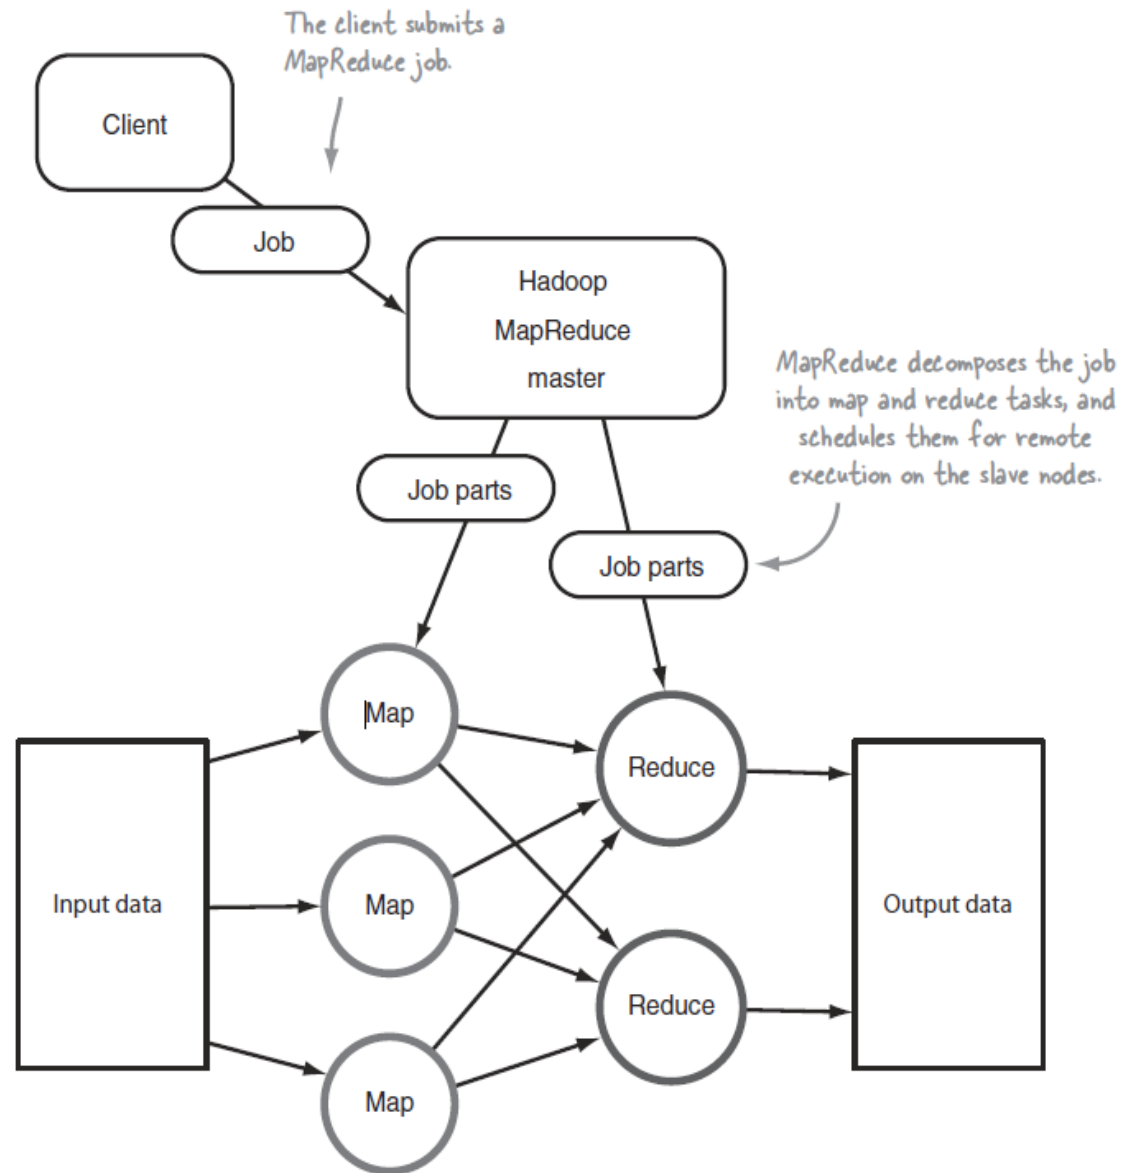 The client submits a
MapReduce job.
Client
Job
Hadoop
MapReduce
master
MapReduce decomposes the job
into map and reduce tasks, and
schedules them for remote
execution on the slave nodes.
Job parts
Job parts
Map
Reduce
Input data
Map
Output data
Reduce
Map